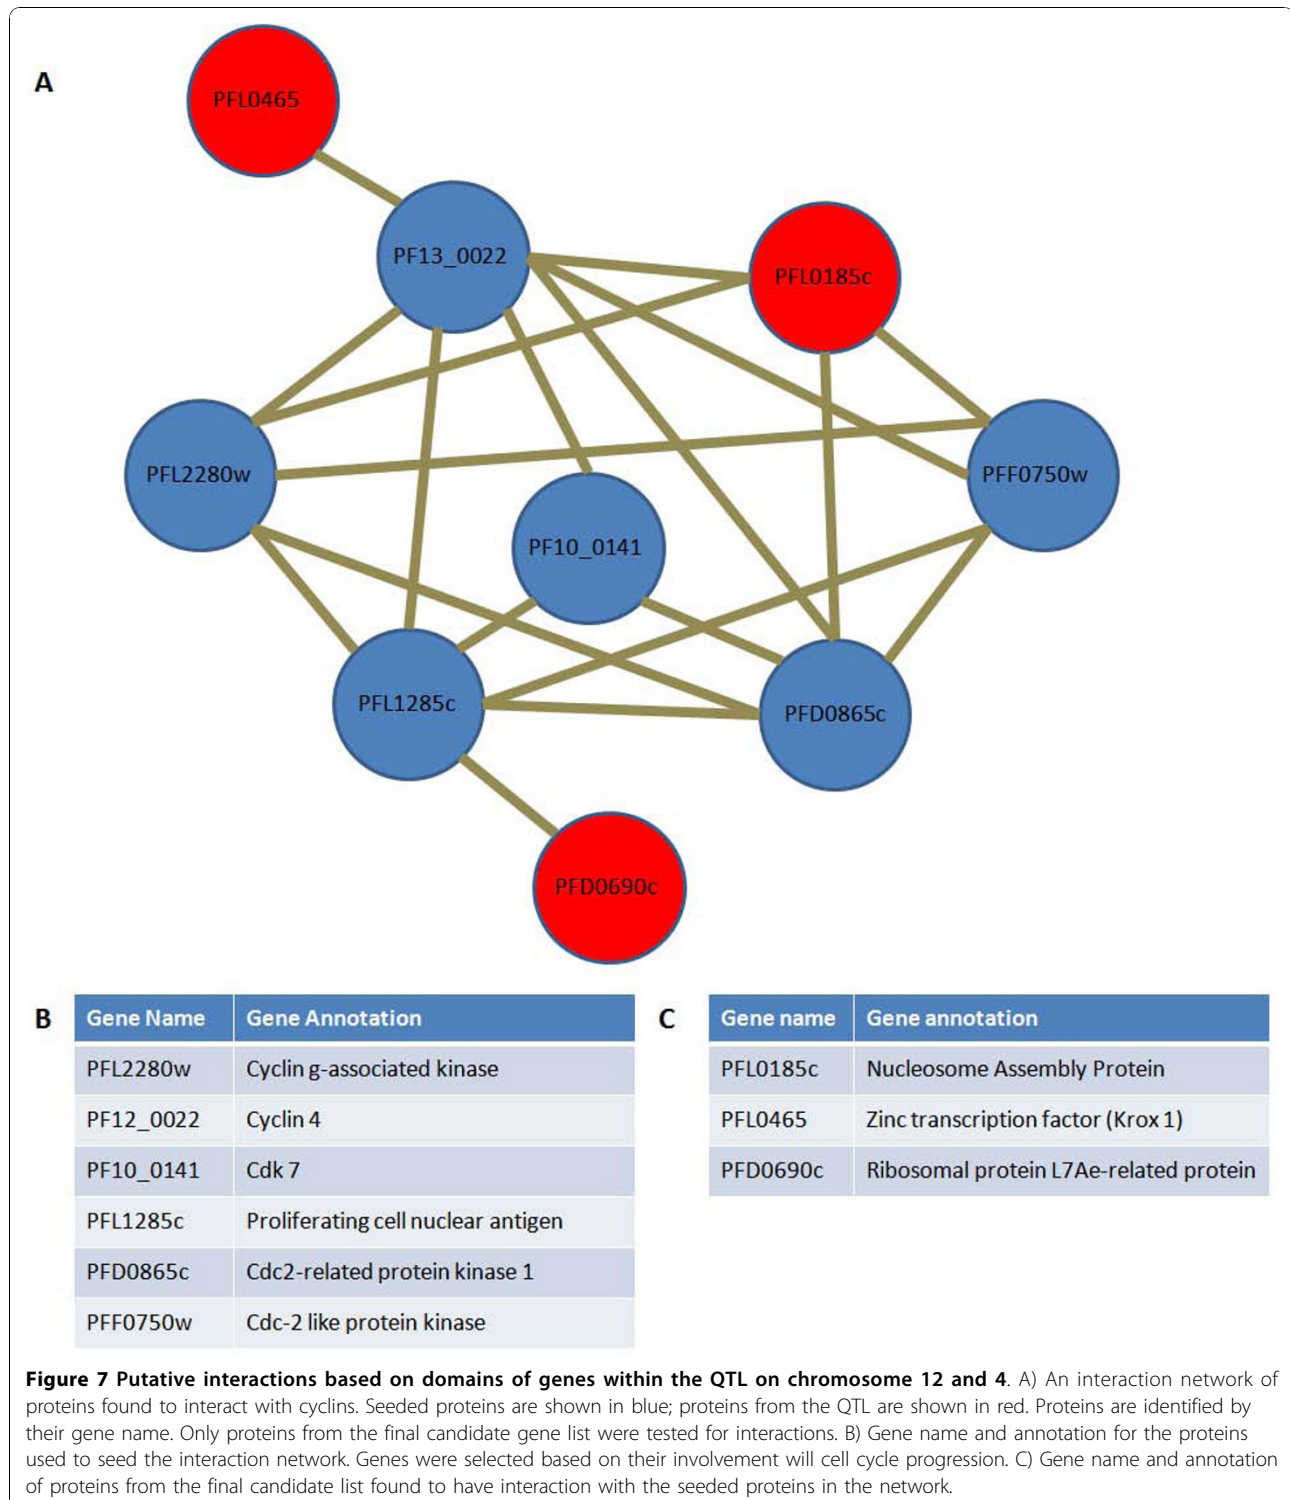 A
PFL0465
PF13_0022
PFL0185c
PFL2280w
PFF0750w
PF10_0141
PFL1285c
PFD0865c
PFD0690c
B
Gene Name Gene Annotation
PFL2280w Cyclin g-associated kinase
PF12_0022 Cyclin 4
PF10_0141 Cdk 7
PFL1285c Proliferating cell nuclear antigen
PFD0865c Cdc2-related protein kinase 1
PFF0750w Cdc-2 like protein kinase
C
Gene name Gene annotation
PFL0185c Nucleosome Assembly Protein
PFL0465 Zinc transcription factor (Krox 1)
PFD0690c Ribosomal protein L7Ae-related protein
Figure 7 Putative interactions based on domains of genes within the QTL on chromosome 12 and 4. A) An interaction network of
proteins found to interact with cyclins. Seeded proteins are shown in blue; proteins from the QTL are shown in red. Proteins are identified by
their gene name. Only proteins from the final candidate gene list were tested for interactions. B) Gene name and annotation for the proteins
used to seed the interaction network. Genes were selected based on their involvement will cell cycle progression. C) Gene name and annotation
of proteins from the final candidate list found to have interaction with the seeded proteins in the network.